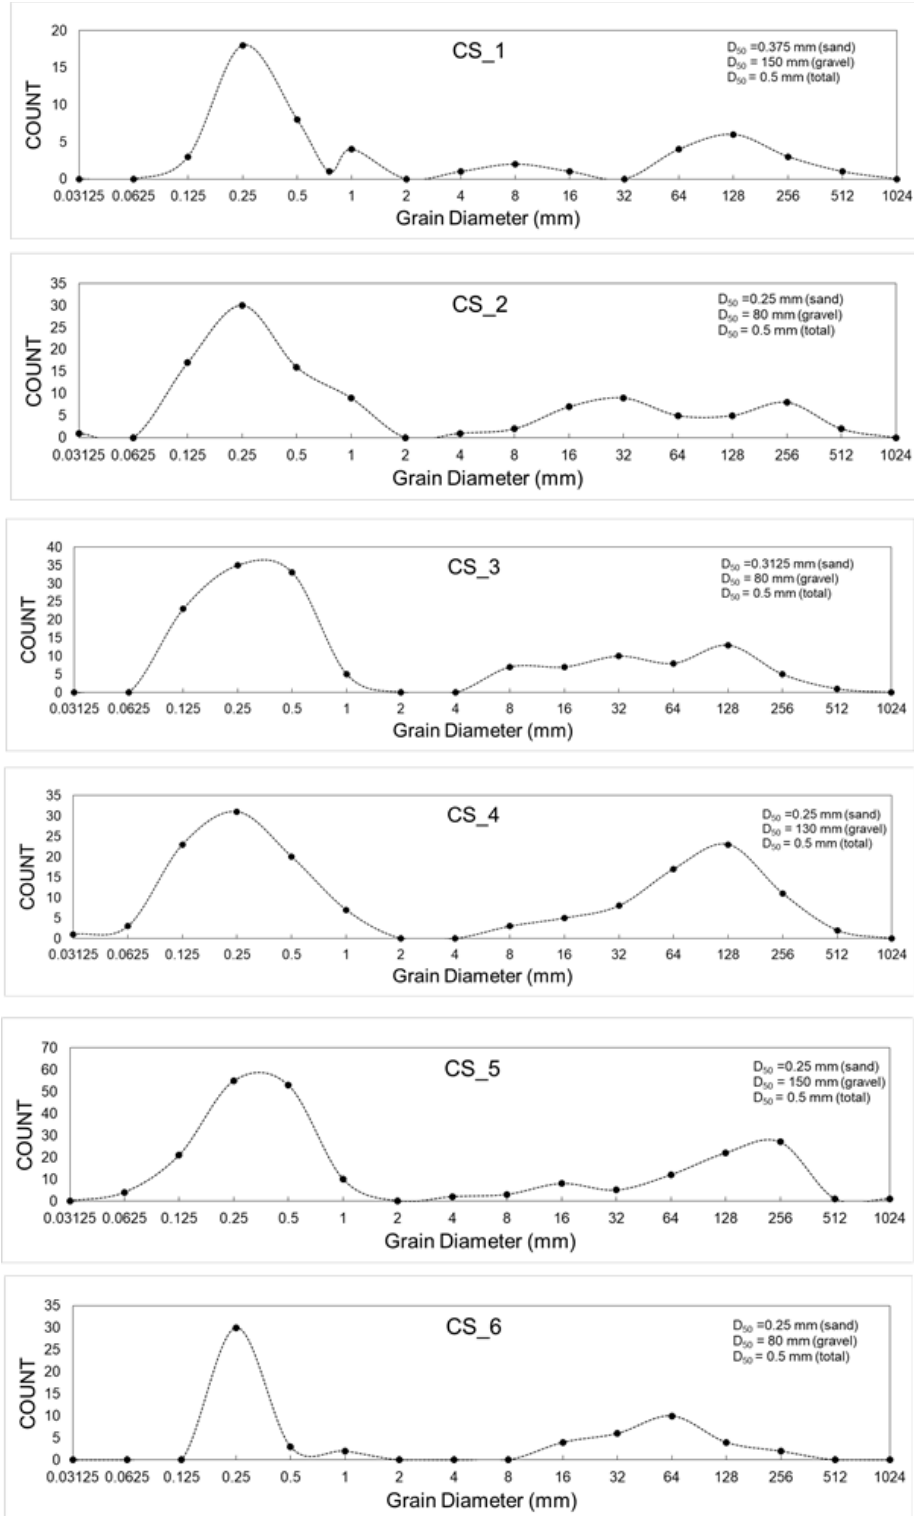 CS_1
D₅₀ =0.375 mm (sand)
D₅₀ = 150 mm (gravel)
D₅₀ = 0.5 mm (total)
COUNT
20
15
10
5
0
0.03125 0.0625 0.125 0.25 0.5 1 2 4 8 16 32 64 128 256 512 1024
Grain Diameter (mm)
CS_2
D₅₀ =0.25 mm (sand)
D₅₀ = 80 mm (gravel)
D₅₀ = 0.5 mm (total)
COUNT
35
30
25
20
15
10
5
0
0.03125 0.0625 0.125 0.25 0.5 1 2 4 8 16 32 64 128 256 512 1024
Grain Diameter (mm)
CS_3
D₅₀ =0.3125 mm (sand)
D₅₀ = 80 mm (gravel)
D₅₀ = 0.5 mm (total)
COUNT
40
35
30
25
20
15
10
5
0
0.03125 0.0625 0.125 0.25 0.5 1 2 4 8 16 32 64 128 256 512 1024
Grain Diameter (mm)
CS_4
D₅₀ =0.25 mm (sand)
D₅₀ = 130 mm (gravel)
D₅₀ = 0.5 mm (total)
COUNT
35
30
25
20
15
10
5
0
0.03125 0.0625 0.125 0.25 0.5 1 2 4 8 16 32 64 128 256 512 1024
Grain Diameter (mm)
CS_5
D₅₀ =0.25 mm (sand)
D₅₀ = 150 mm (gravel)
D₅₀ = 0.5 mm (total)
COUNT
70
60
50
40
30
20
10
0
0.03125 0.0625 0.125 0.25 0.5 1 2 4 8 16 32 64 128 256 512 1024
Grain Diameter (mm)
CS_6
D₅₀ =0.25 mm (sand)
D₅₀ = 80 mm (gravel)
D₅₀ = 0.5 mm (total)
COUNT
35
30
25
20
15
10
5
0
0.03125 0.0625 0.125 0.25 0.5 1 2 4 8 16 32 64 128 256 512 1024
Grain Diameter (mm)